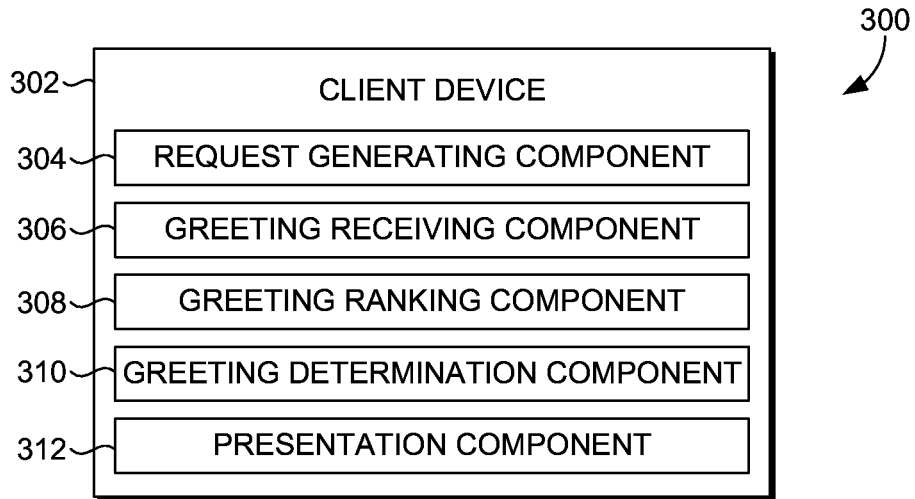 300
302
CLIENT DEVICE
304
REQUEST GENERATING COMPONENT
306
GREETING RECEIVING COMPONENT
308
GREETING RANKING COMPONENT
310
GREETING DETERMINATION COMPONENT
312
PRESENTATION COMPONENT